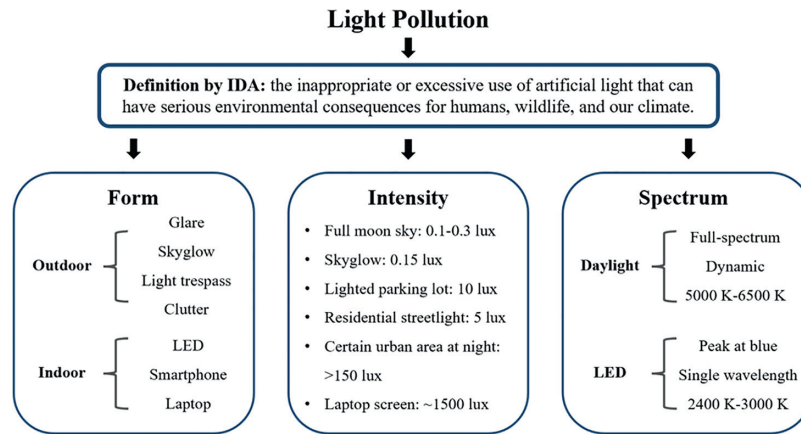 Light Pollution
Definition by IDA: the inappropriate or excessive use of artificial light that can
have serious environmental consequences for humans, wildlife, and our climate.
Form
Outdoor
Glare
Skyglow
Light trespass
Clutter
Indoor
LED
Smartphone
Laptop
Intensity
• Full moon sky: 0.1-0.3 lux
• Skyglow: 0.15 lux
• Lighted parking lot: 10 lux
• Residential streetlight: 5 lux
• Certain urban area at night:
>150 lux
• Laptop screen: ~1500 lux
Spectrum
Daylight
Full-spectrum
Dynamic
5000 K-6500 K
LED
Peak at blue
Single wavelength
2400 K-3000 K